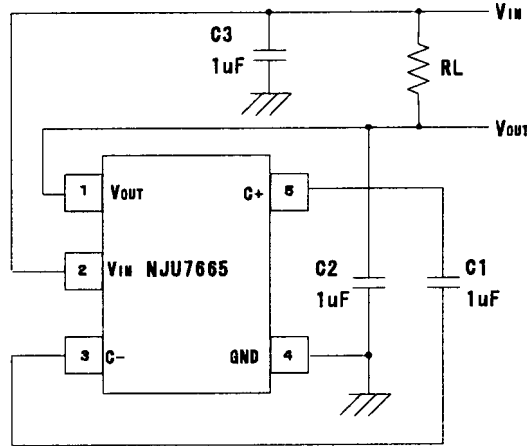 VIN
C3
1uF
RL
VOUT
1
VOUT
C+
5
2
VIN NJU7665
C2
1uF
C1
1uF
3
C-
GND
4